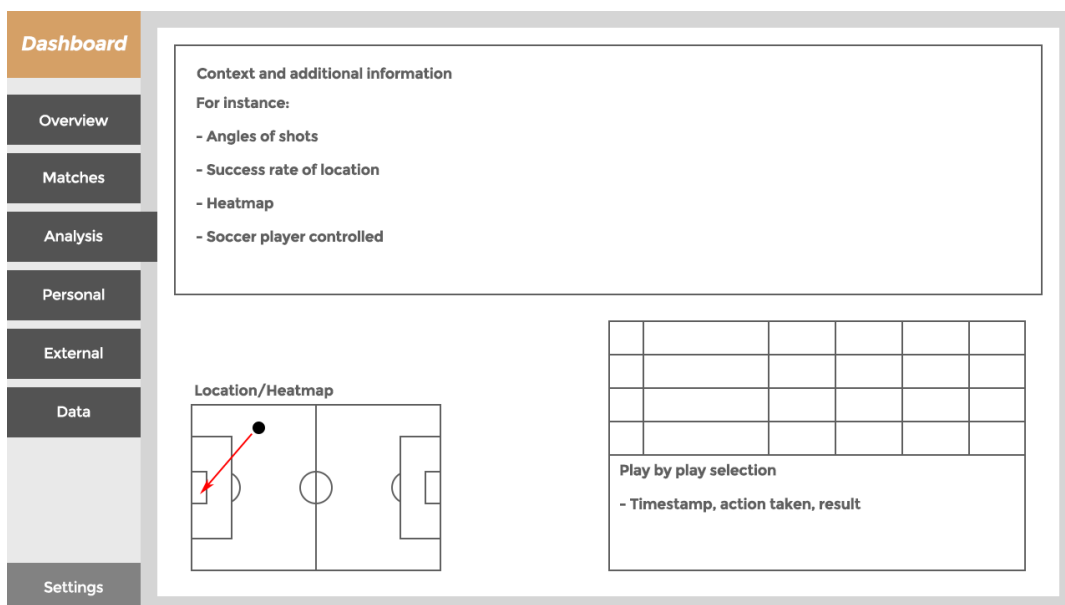 Dashboard
Overview
Matches
Analysis
Personal
External
Data
Settings
Context and additional information
For instance:
- Angles of shots
- Success rate of location
- Heatmap
- Soccer player controlled
Location/Heatmap
Play by play selection
- Timestamp, action taken, result